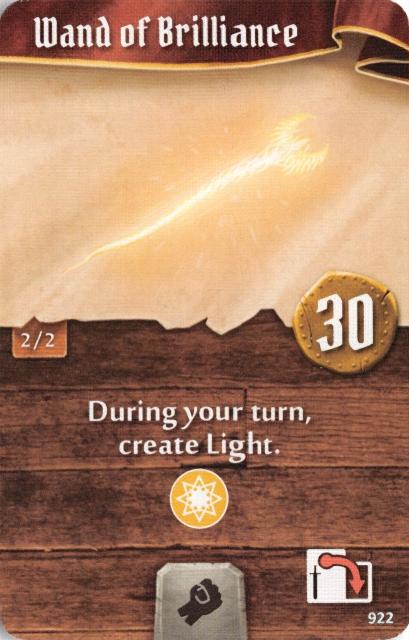 Wand of Brilliance
30
2/2
During your turn,
create Light.
922